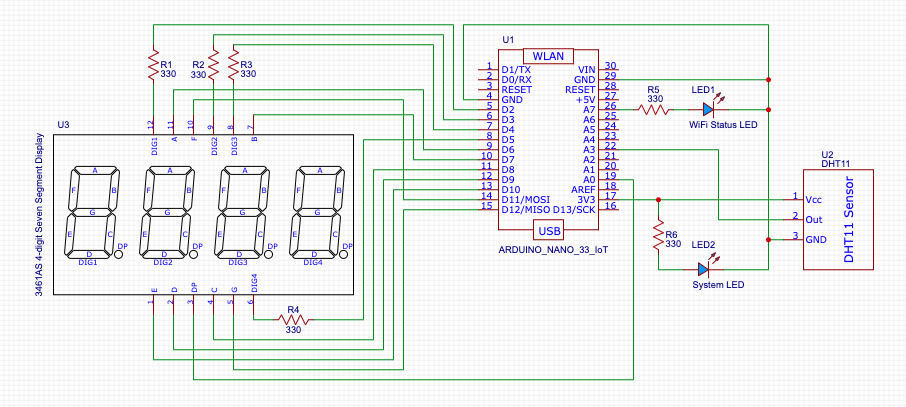 U1
WLAN
1 D1/TX VIN 30
2 D0/RX GND 29
3 RESET RESET 28
4 GND +5V 27
5 D2 A7 26
6 D3 A6 25
7 D4 A5 24
8 D5 A4 23
9 D6 A3 22
10 D7 A2 21
11 D8 A1 20
12 D9 A0 19
13 D10 AREF 18
14 D11/MOSI 3V3 17
15 D12/MISO D13/SCK 16
USB
ARDUINO_NANO_33_IoT
R1
330
R2
330
R3
330
R4
330
R5
330
LED1
WiFi Status LED
R6
330
LED2
System LED
U2
DHT11
1 Vcc
2 Out
3 GND
DHT11 Sensor
U3
3461AS 4-digit Seven Segment Display
12 11 10 9 8 7
DIG1 A F DIG2 DIG3 B
A A A A
F B F B F B F B
G G G G
E C E C E C E C
D DP D DP D DP D DP
DIG1 DIG2 DIG3 DIG4
E D DP C G DIG4
1 2 3 4 5 6